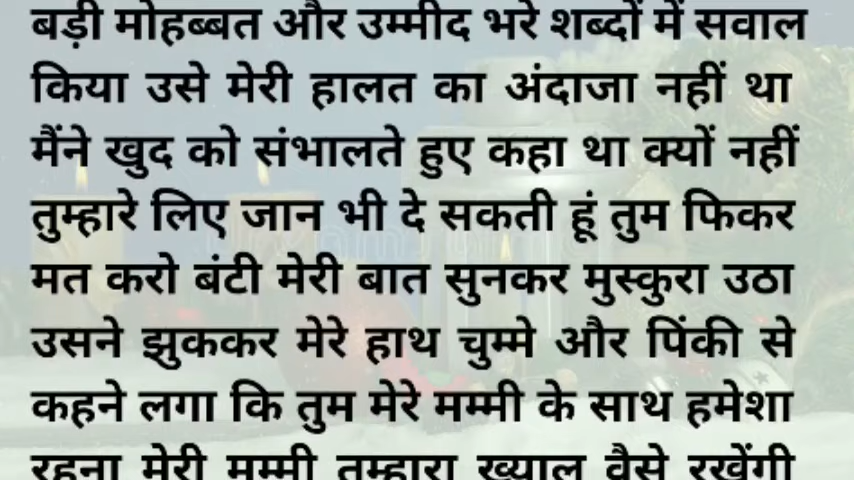 बड़ी मोहब्बत और उम्मीद भरे शब्दों में सवाल
किया उसे मेरी हालत का अंदाजा नहीं था
मैंने खुद को संभालते हुए कहा था क्यों नहीं
तुम्हारे लिए जान भी दे सकती हूं तुम फिकर
मत करो बंटी मेरी बात सुनकर मुस्कुरा उठा
उसने झुककर मेरे हाथ चुम्मे और पिंकी से
कहने लगा कि तुम मेरे मम्मी के साथ हमेशा
रहना मेरी मम्मी तुम्हारा ख्याल वैसे रखेंगी